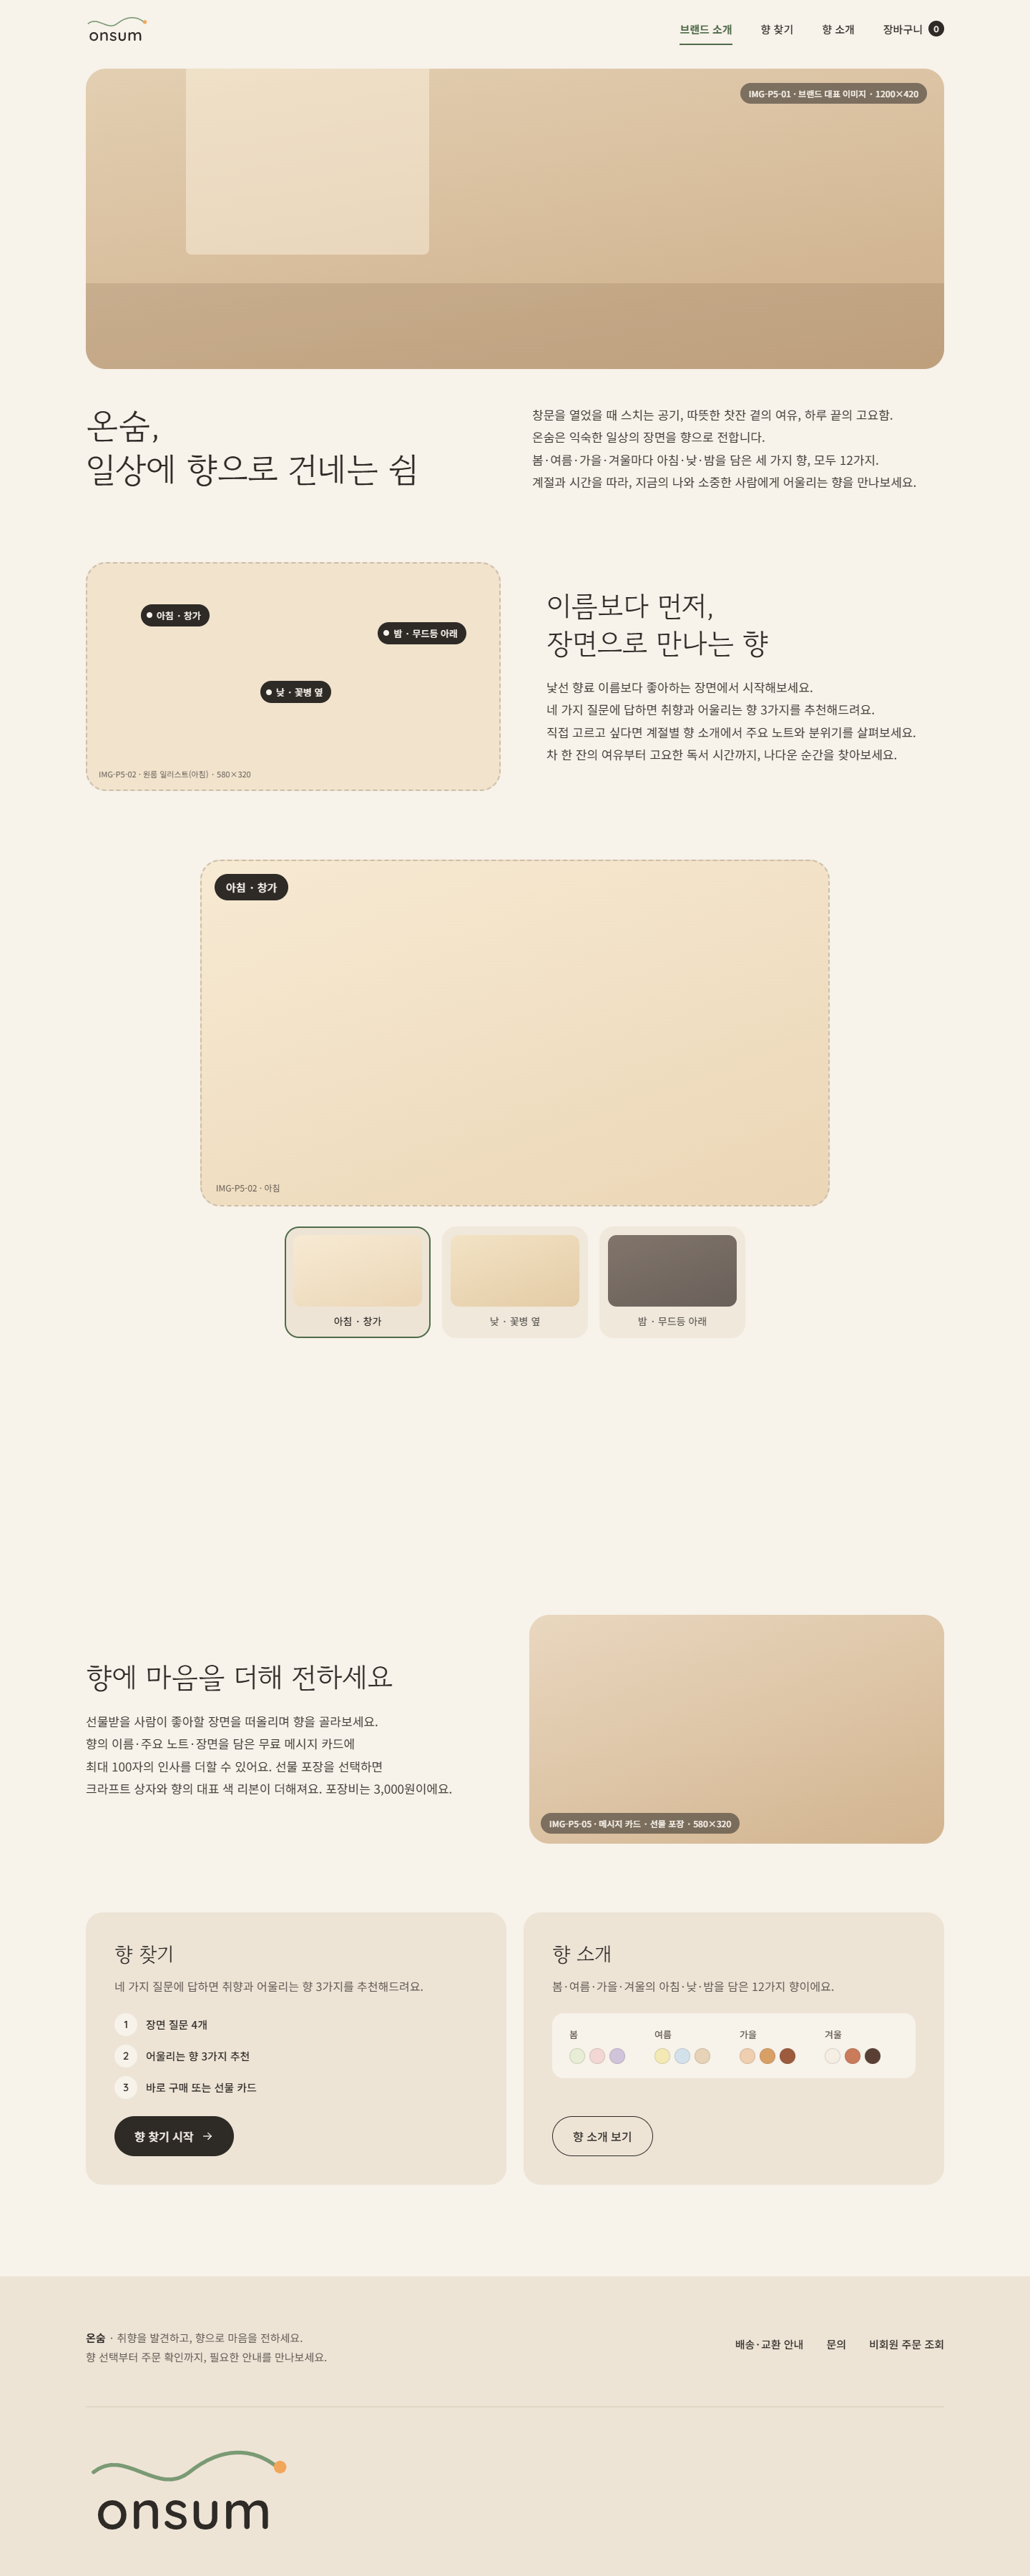 onsum
브랜드 소개
향 찾기
향 소개
장바구니 0
IMG-P5-01 · 브랜드 대표 이미지 · 1200×420
온숨,
일상에 향으로 건네는 쉼
창문을 열었을 때 스치는 공기, 따뜻한 찻잔 곁의 여유, 하루 끝의 고요함.
온숨은 익숙한 일상의 장면을 향으로 전합니다.
봄·여름·가을·겨울마다 아침·낮·밤을 담은 세 가지 향, 모두 12가지.
계절과 시간을 따라, 지금의 나와 소중한 사람에게 어울리는 향을 만나보세요.
아침 · 창가
밤 · 무드등 아래
낮 · 꽃병 옆
IMG-P5-02 · 원룸 일러스트(아침) · 580×320
이름보다 먼저,
장면으로 만나는 향
낯선 향료 이름보다 좋아하는 장면에서 시작해보세요.
네 가지 질문에 답하면 취향과 어울리는 향 3가지를 추천해드려요.
직접 고르고 싶다면 계절별 향 소개에서 주요 노트와 분위기를 살펴보세요.
차 한 잔의 여유부터 고요한 독서 시간까지, 나다운 순간을 찾아보세요.
아침 · 창가
IMG-P5-02 · 아침
아침 · 창가
낮 · 꽃병 옆
밤 · 무드등 아래
향에 마음을 더해 전하세요
선물받을 사람이 좋아할 장면을 떠올리며 향을 골라보세요.
향의 이름·주요 노트·장면을 담은 무료 메시지 카드에
최대 100자의 인사를 더할 수 있어요. 선물 포장을 선택하면
크라프트 상자와 향의 대표 색 리본이 더해져요. 포장비는 3,000원이에요.
IMG-P5-05 · 메시지 카드 · 선물 포장 · 580×320
향 찾기
네 가지 질문에 답하면 취향과 어울리는 향 3가지를 추천해드려요.
1 장면 질문 4개
2 어울리는 향 3가지 추천
3 바로 구매 또는 선물 카드
향 찾기 시작 →
향 소개
봄·여름·가을·겨울의 아침·낮·밤을 담은 12가지 향이에요.
봄
여름
가을
겨울
향 소개 보기
온숨 · 취향을 발견하고, 향으로 마음을 전하세요.
향 선택부터 주문 확인까지, 필요한 안내를 만나보세요.
배송·교환 안내
문의
비회원 주문 조회
onsum